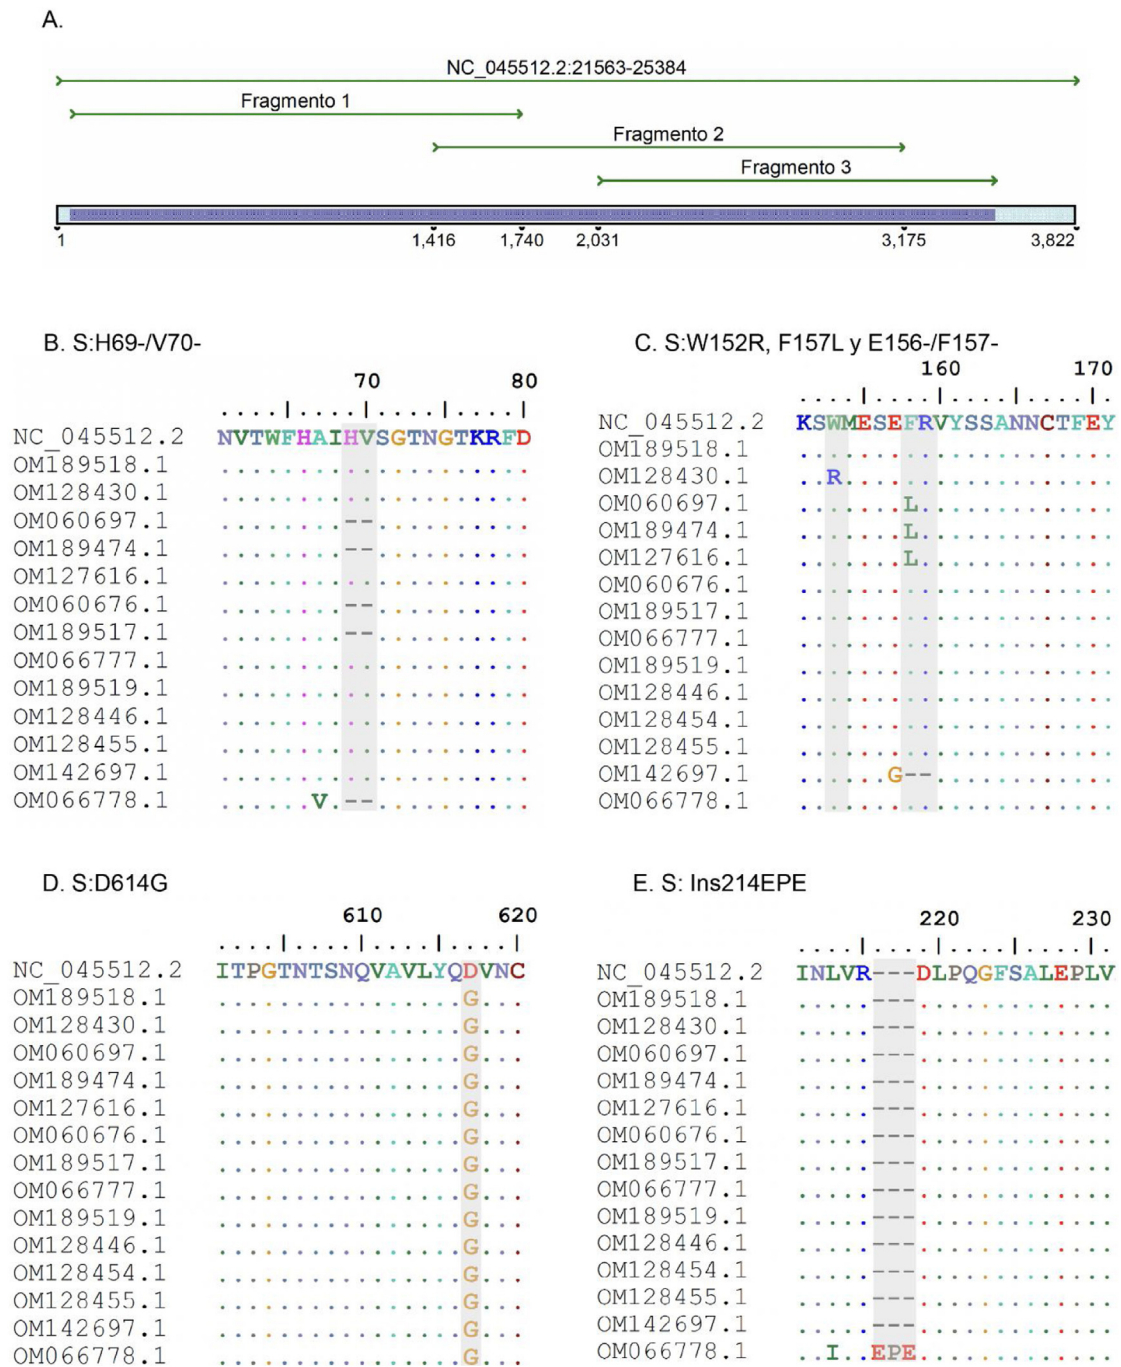 A.
NC_045512.2:21563-25384
Fragmento 1
Fragmento 2
Fragmento 3
1 1,416 1,740 2,031 3,175 3,822
B. S:H69-/V70-
70 80
NC_045512.2 NVTWFHAIHVSGTNGTKRFD
OM189518.1
OM128430.1
OM060697.1 --
OM189474.1 --
OM127616.1
OM060676.1 --
OM189517.1 --
OM066777.1
OM189519.1
OM128446.1
OM128455.1
OM142697.1
OM066778.1 V --
C. S:W152R, F157L y E156-/F157-
160 170
NC_045512.2 KSWMESEFRVYSSANNCTFEY
OM189518.1
OM128430.1 R
OM060697.1 L
OM189474.1 L
OM127616.1 L
OM060676.1
OM189517.1
OM066777.1
OM189519.1
OM128446.1
OM128454.1
OM128455.1
OM142697.1 G--
OM066778.1
D. S:D614G
610 620
NC_045512.2 ITPGTNTSNQVAVLYQDVNC
OM189518.1 G
OM128430.1 G
OM060697.1 G
OM189474.1 G
OM127616.1 G
OM060676.1 G
OM189517.1 G
OM066777.1 G
OM189519.1 G
OM128446.1 G
OM128454.1 G
OM128455.1 G
OM142697.1 G
OM066778.1 G
E. S: Ins214EPE
220 230
NC_045512.2 INLVR---DLPQGFSALEPLV
OM189518.1 ---
OM128430.1 ---
OM060697.1 ---
OM189474.1 ---
OM127616.1 ---
OM060676.1 ---
OM189517.1 ---
OM066777.1 ---
OM189519.1 ---
OM128446.1 ---
OM128454.1 ---
OM128455.1 ---
OM142697.1 ---
OM066778.1 I EPE